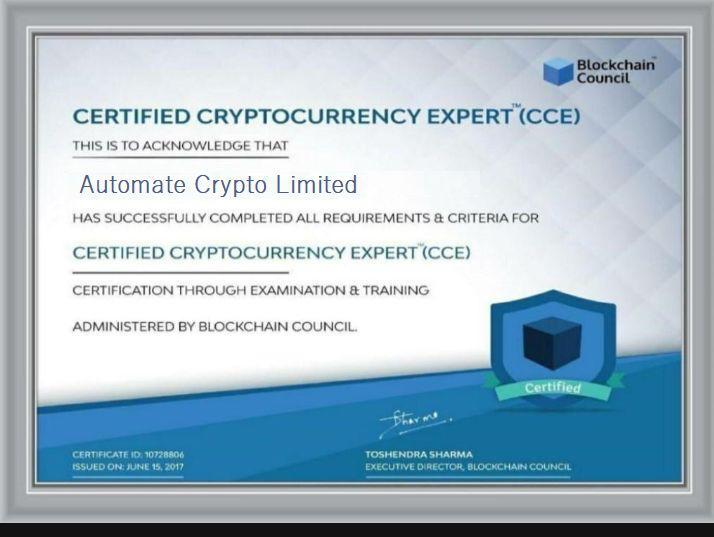 Blockchain™
Council
CERTIFIED CRYPTOCURRENCY EXPERT™(CCE)
THIS IS TO ACKNOWLEDGE THAT
Automate Crypto Limited
HAS SUCCESSFULLY COMPLETED ALL REQUIREMENTS & CRITERIA FOR
CERTIFIED CRYPTOCURRENCY EXPERT™(CCE)
CERTIFICATION THROUGH EXAMINATION & TRAINING
ADMINISTERED BY BLOCKCHAIN COUNCIL.
Certified
Sharma
CERTIFICATE ID: 10728806
ISSUED ON: JUNE 15, 2017
TOSHENDRA SHARMA
EXECUTIVE DIRECTOR, BLOCKCHAIN COUNCIL